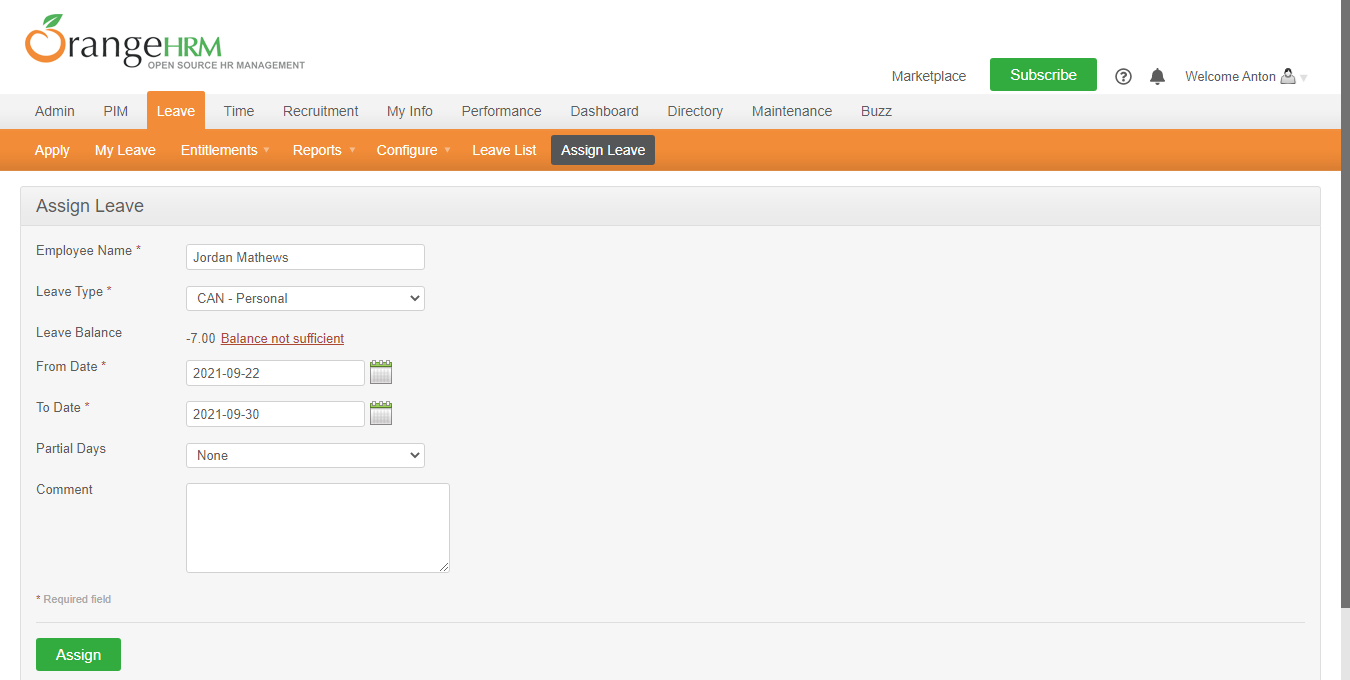 OrangeHRM
OPEN SOURCE HR MANAGEMENT
Marketplace
Subscribe
?
Welcome Anton
Admin PIM Leave Time Recruitment My Info Performance Dashboard Directory Maintenance Buzz
Apply My Leave Entitlements Reports Configure Leave List Assign Leave
Assign Leave
Employee Name * Jordan Mathews
Leave Type * CAN - Personal
Leave Balance -7.00 Balance not sufficient
From Date * 2021-09-22
To Date * 2021-09-30
Partial Days None
Comment
* Required field
Assign